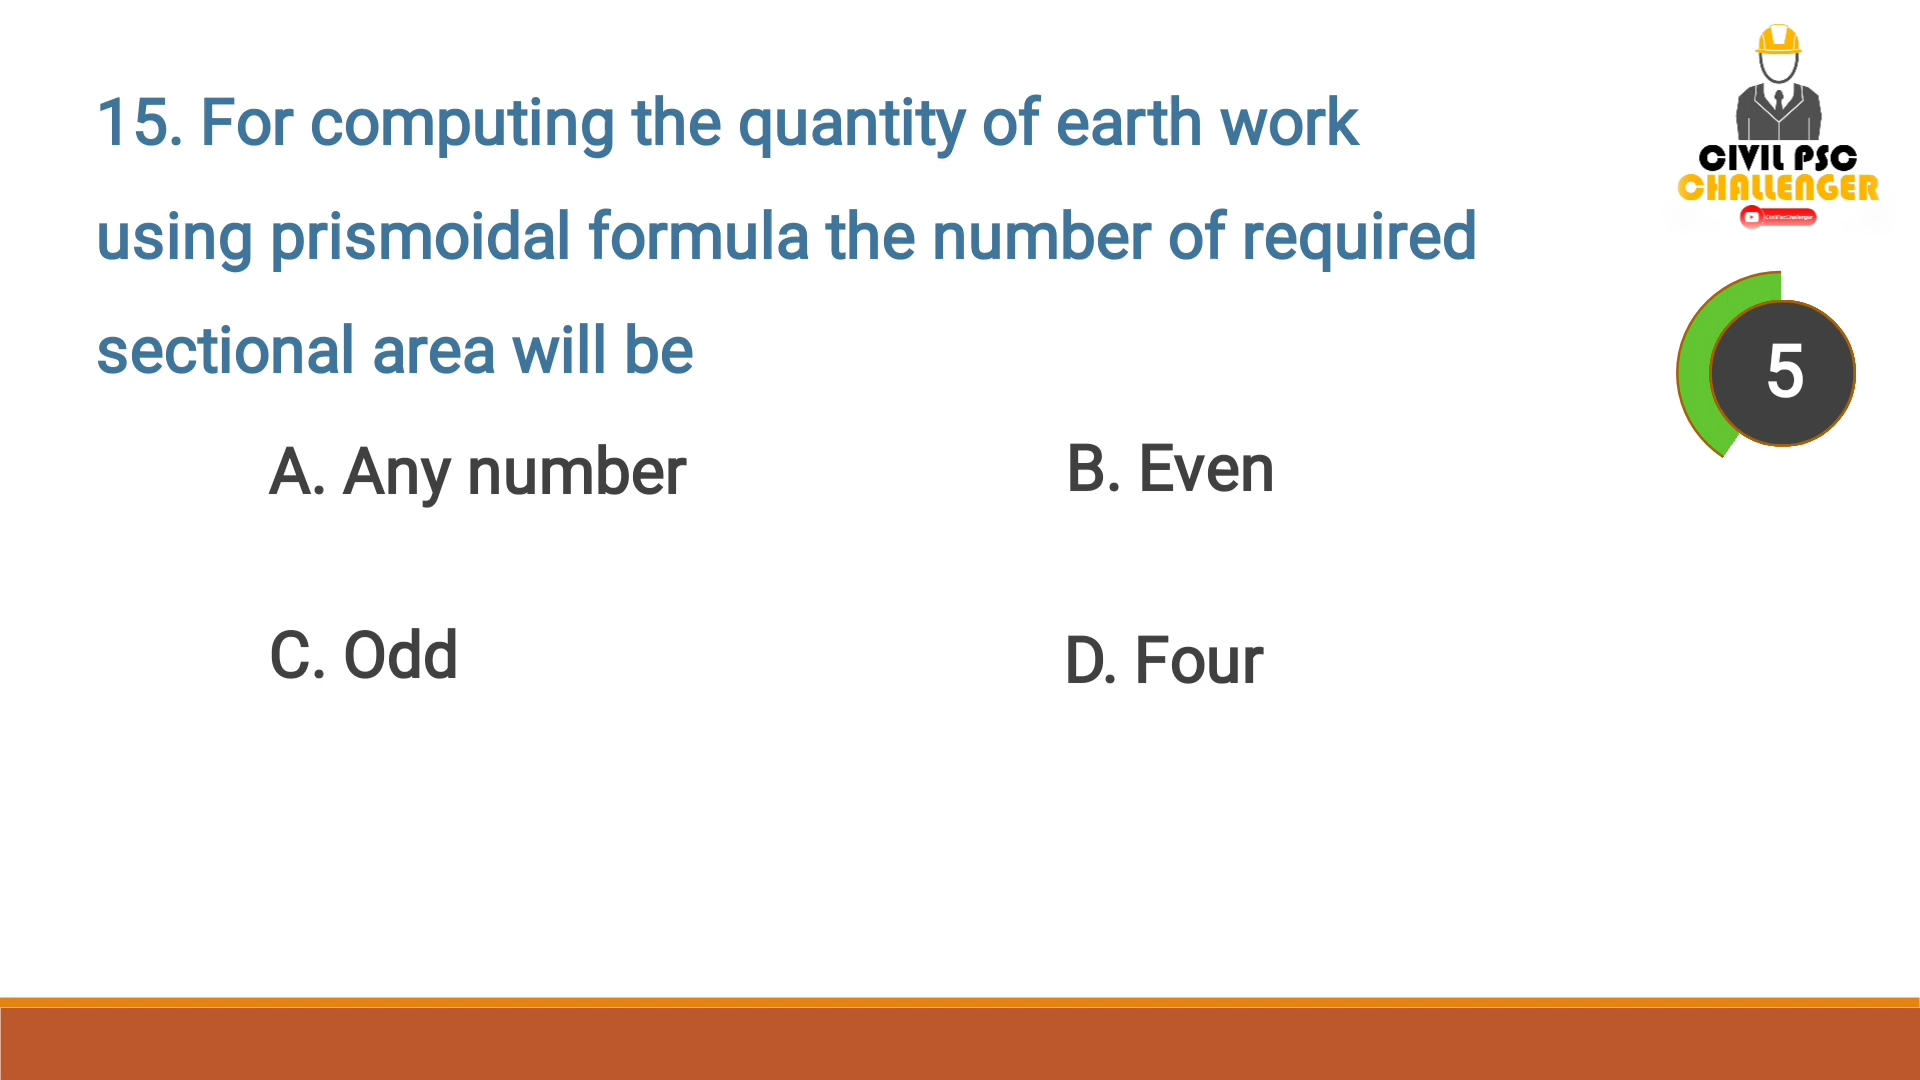 15. For computing the quantity of earth work
using prismoidal formula the number of required
sectional area will be
A. Any number
B. Even
C. Odd
D. Four
CIVIL PSC
CHALLENGER
5